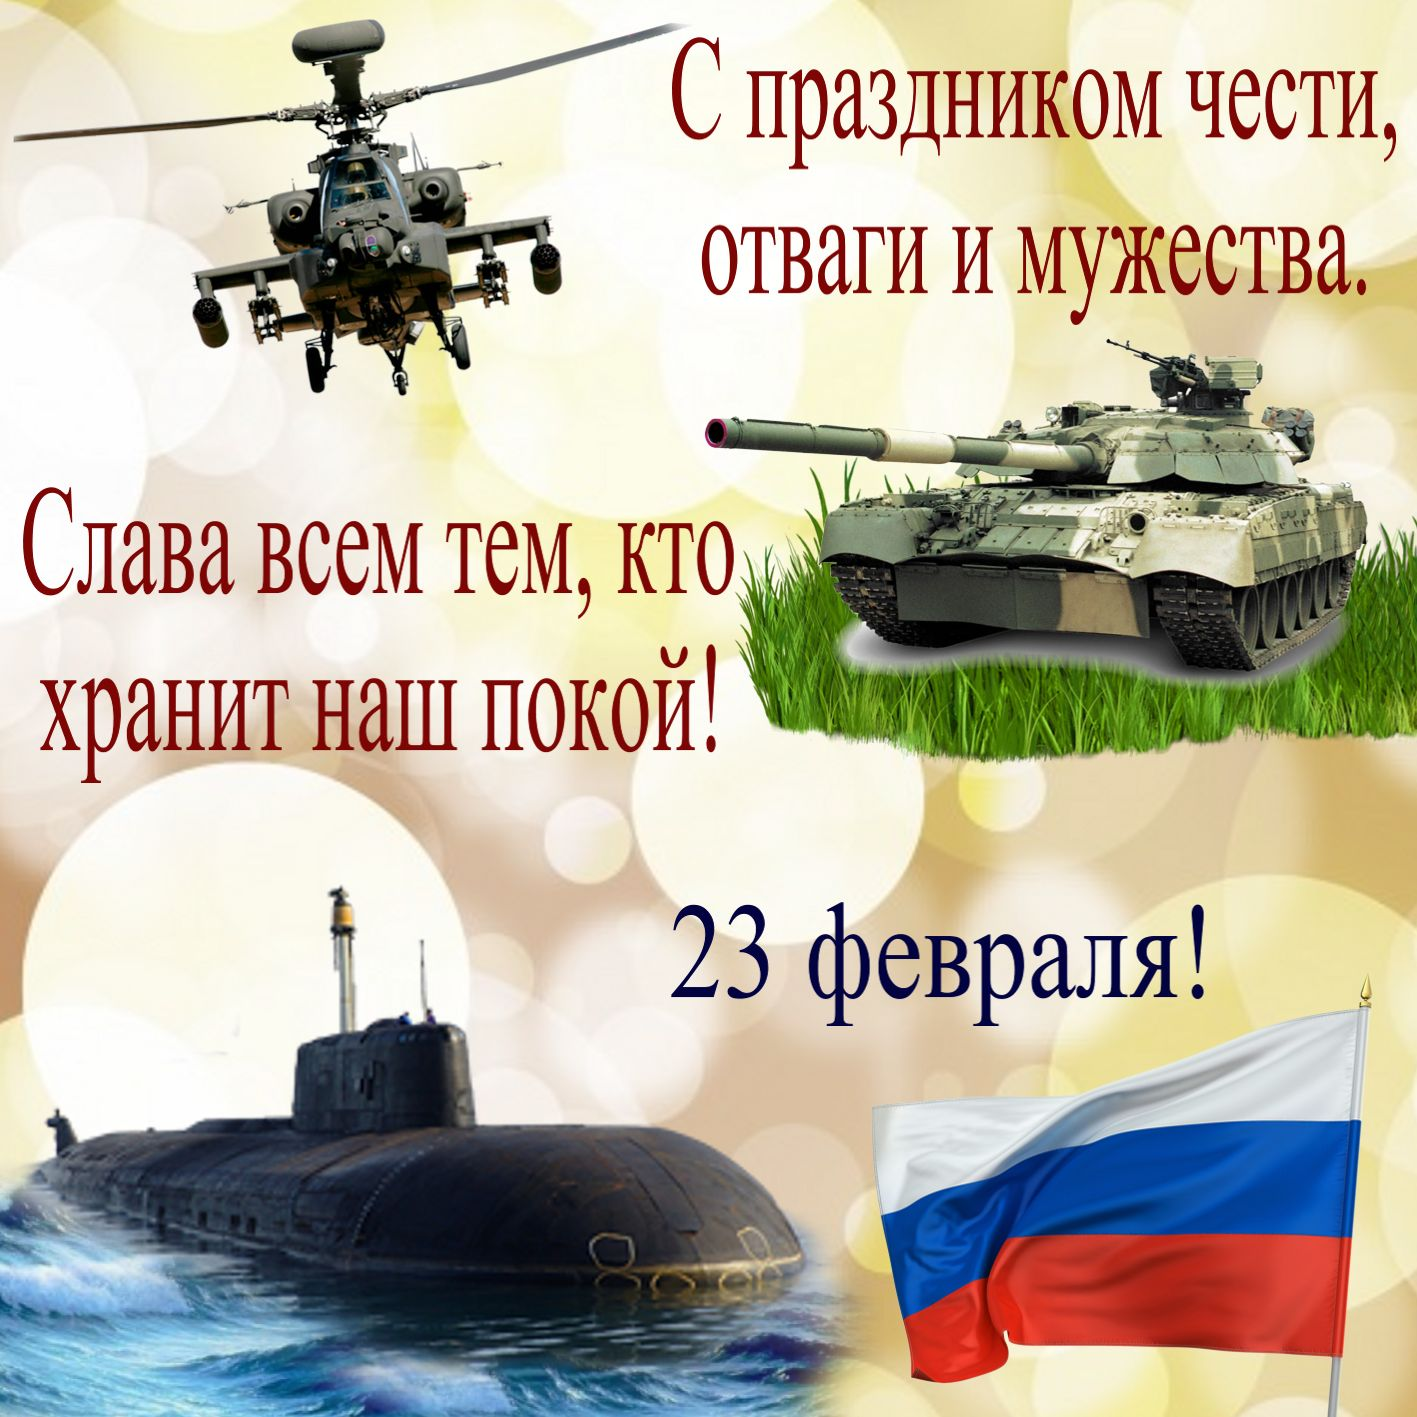 С праздником чести,
отваги и мужества.
Слава всем тем, кто
хранит наш покой!
23 февраля!